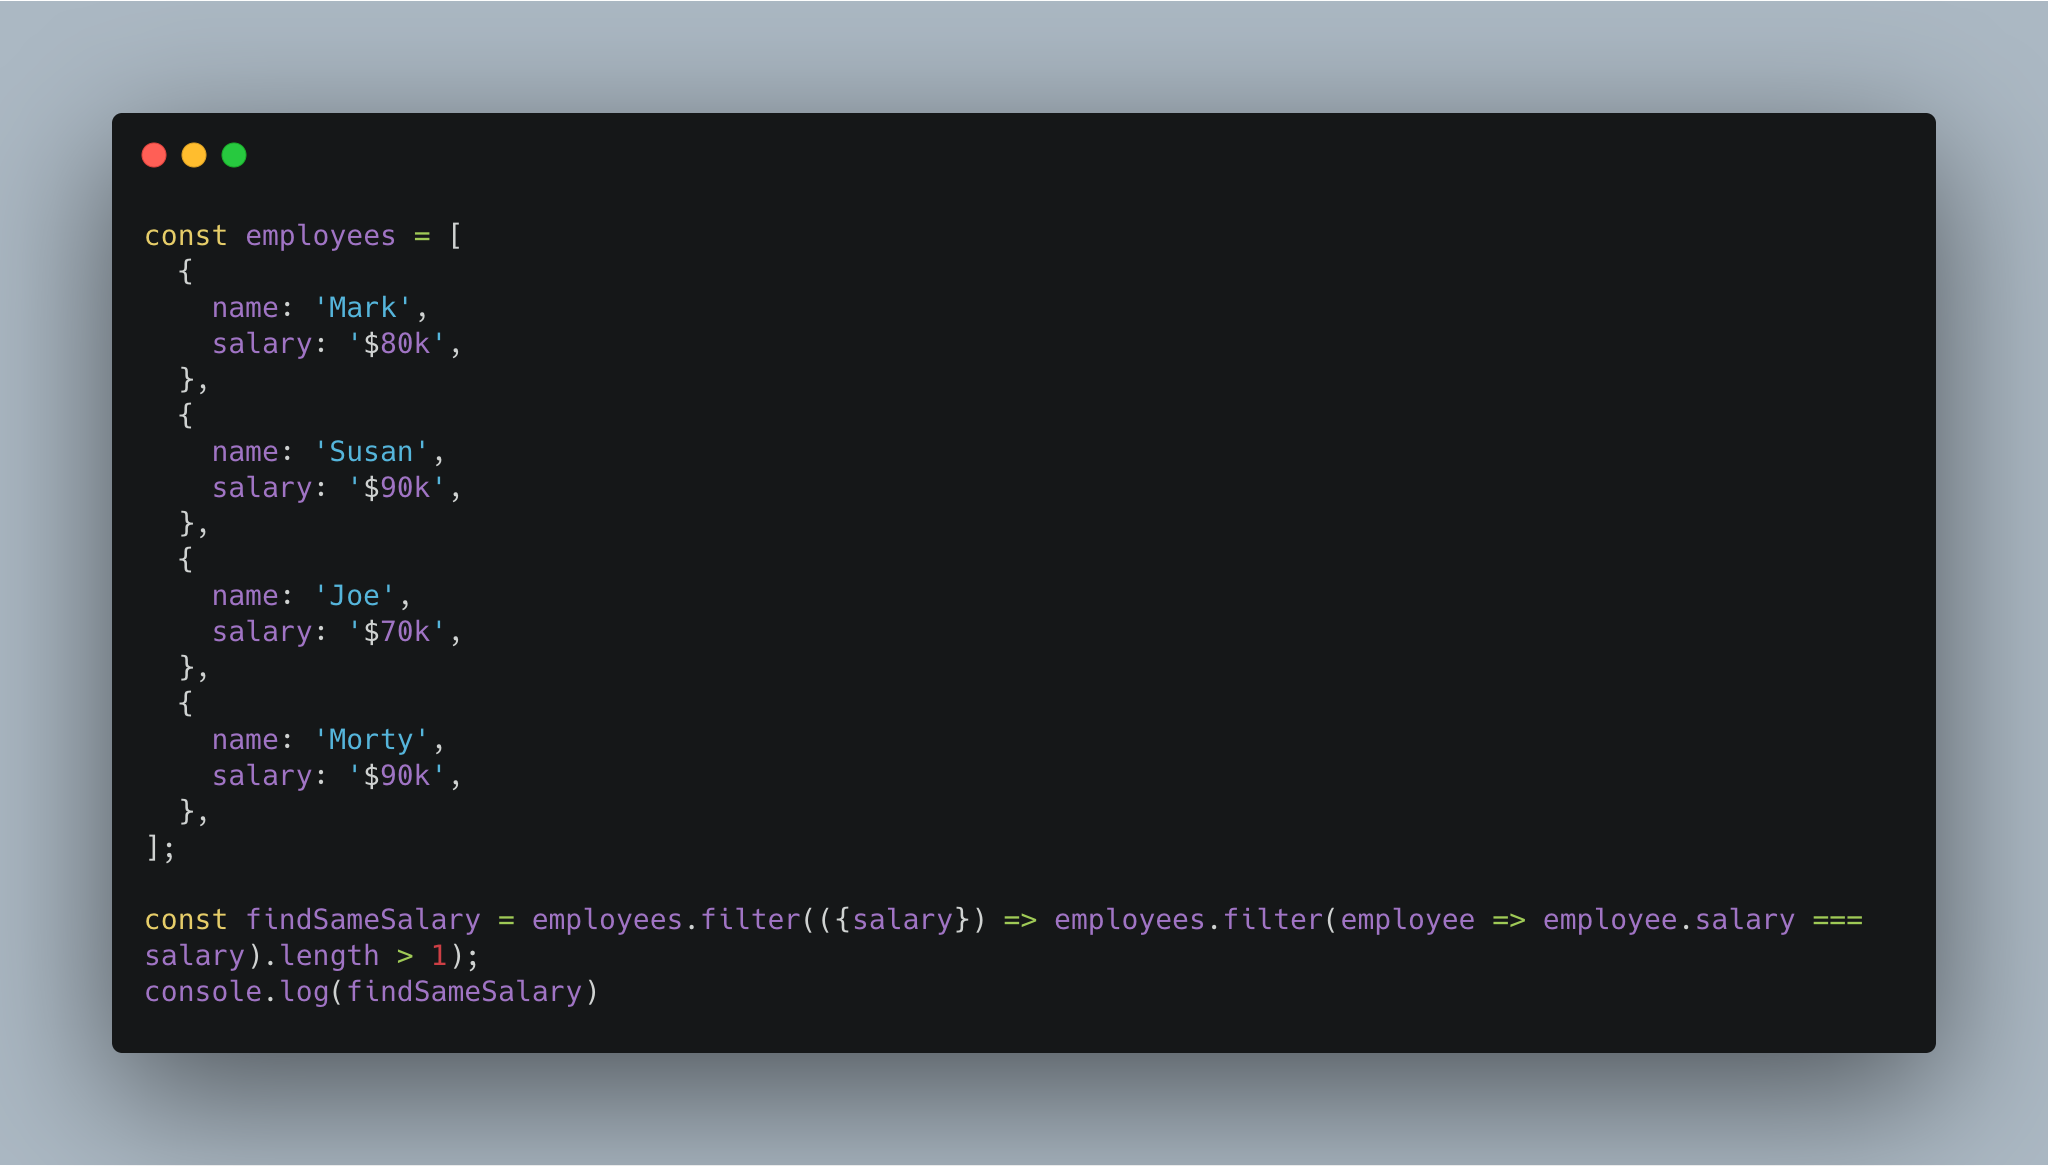 const employees = [
  {
    name: 'Mark',
    salary: '$80k',
  },
  {
    name: 'Susan',
    salary: '$90k',
  },
  {
    name: 'Joe',
    salary: '$70k',
  },
  {
    name: 'Morty',
    salary: '$90k',
  },
];

const findSameSalary = employees.filter(({salary}) => employees.filter(employee => employee.salary ===
salary).length > 1);
console.log(findSameSalary)